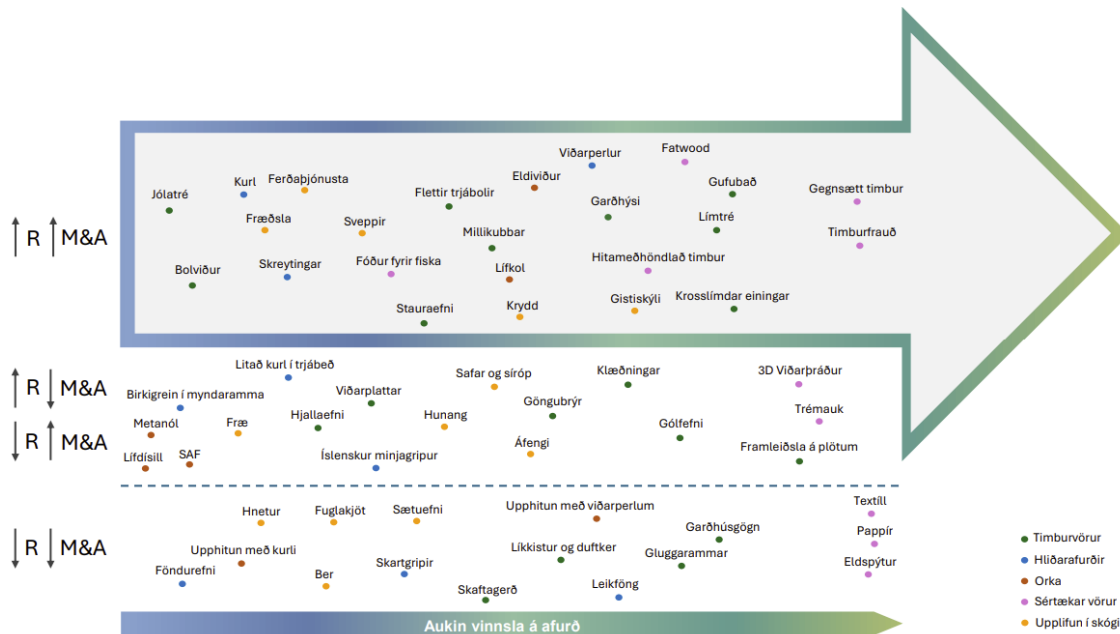 Viðarperlur
Fatwood
Jólatré
Kurl
Ferðaþjónusta
Flettir trjábolir
Eldiviður
Garðhýsi
Gufubað
Gegnsætt timbur
Fræðsla
Sveppir
Millikubbar
Límtré
Timburfrauð
R M&A
Bolviður
Skreytingar
Fóður fyrir fiska
Lífkol
Hitameðhöndlað timbur
Stauraefni
Krydd
Gistiskýli
Krosslímdar einingar
Litað kurl í trjábeð
Safar og síróp
Klæðningar
3D Viðarþráður
R M&A
Birkigrein í myndaramma
Viðarplattar
Göngubrýr
Metanól
Fræ
Hjallaefni
Hunang
Gólfefni
Trémauk
R M&A
Lífdísill
SAF
Íslenskur minjagripur
Áfengi
Framleiðsla á plötum
Hnetur
Fuglakjöt
Sætuefni
Upphitun með viðarperlum
Textíll
Garðhúsgögn
Pappír
R M&A
Upphitun með kurli
Líkkistur og duftker
Gluggarammar
Eldspýtur
Föndurefni
Ber
Skartgripir
Skaftagerð
Leikföng
Timburvörur
Hliðarafurðir
Orka
Sértækar vörur
Upplifun í skógi
Aukin vinnsla á afurð